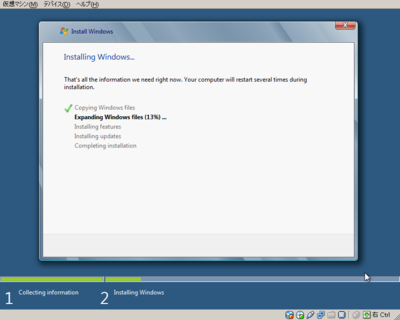 仮想マシン(M) デバイス(D) ヘルプ(H)
Install Windows
Installing Windows...
That's all the information we need right now. Your computer will restart several times during
installation.
Copying Windows files
Expanding Windows files (13%) ...
Installing features
Installing updates
Completing installation
1 Collecting information 2 Installing Windows
右 Ctrl